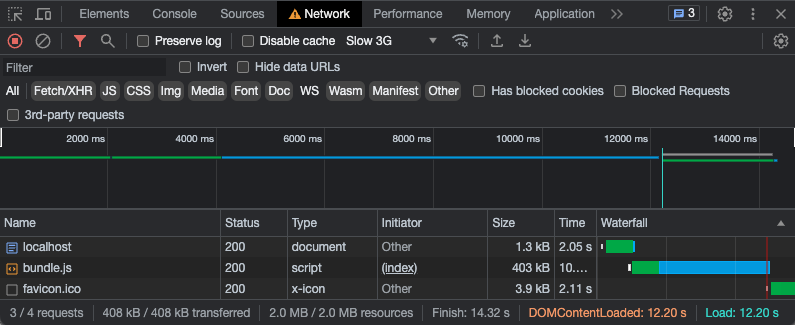 Elements Console Sources Network Performance Memory Application 3
Preserve log Disable cache Slow 3G
Filter Invert Hide data URLs
All Fetch/XHR JS CSS Img Media Font Doc WS Wasm Manifest Other Has blocked cookies Blocked Requests
3rd-party requests
2000 ms 4000 ms 6000 ms 8000 ms 10000 ms 12000 ms 14000 ms
Name Status Type Initiator Size Time Waterfall
localhost 200 document Other 1.3 kB 2.05 s
bundle.js 200 script (index) 403 kB 10....
favicon.ico 200 x-icon Other 3.9 kB 2.11 s
3 / 4 requests 408 kB / 408 kB transferred 2.0 MB / 2.0 MB resources Finish: 14.32 s DOMContentLoaded: 12.20 s Load: 12.20 s